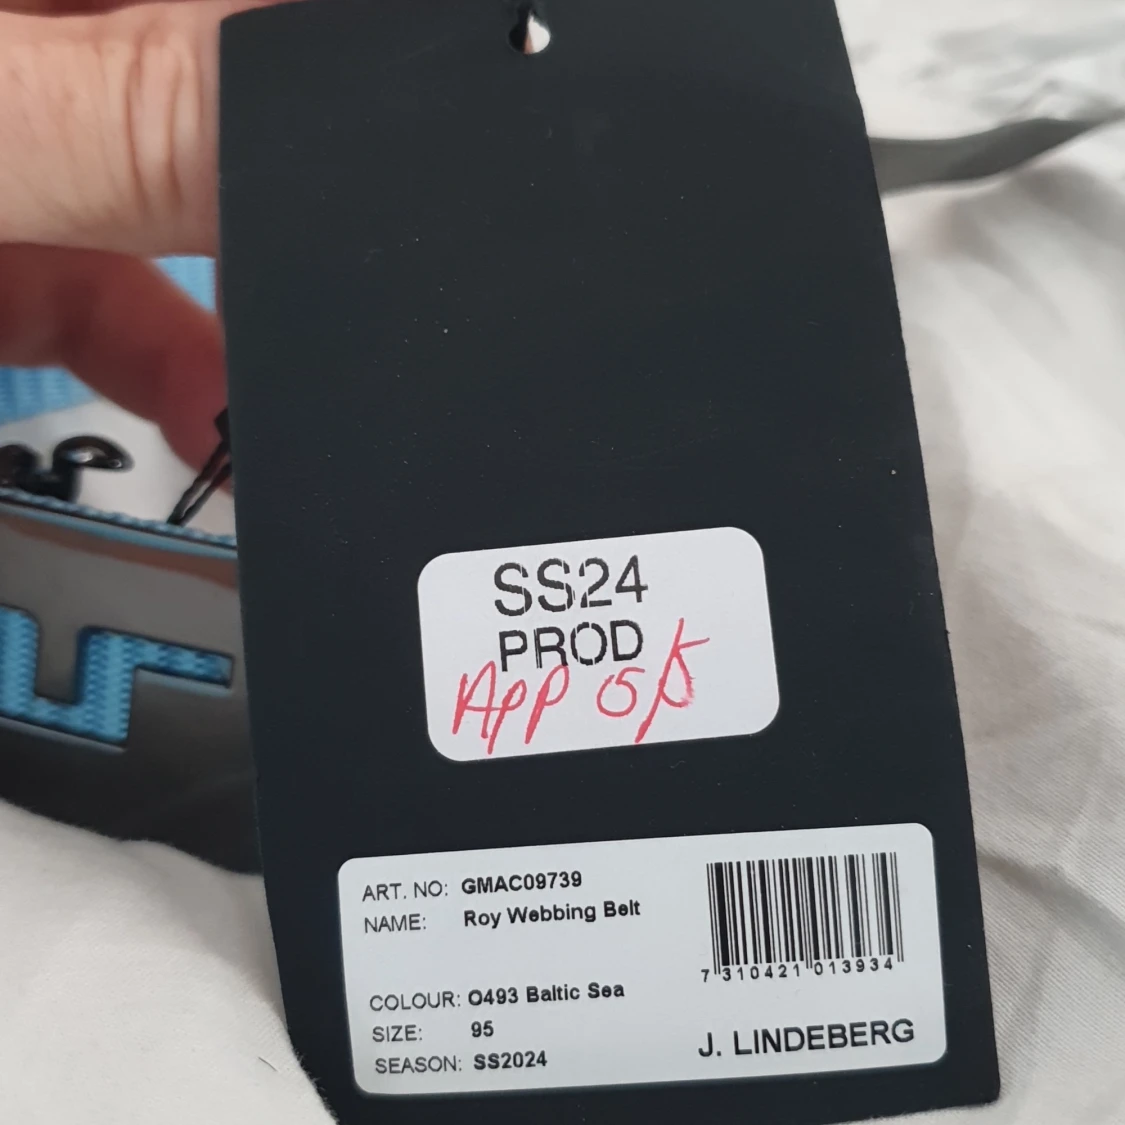 SS24
PROD
App OK
ART. NO: GMAC09739
NAME: Roy Webbing Belt
7 310421 013934
COLOUR: O493 Baltic Sea
SIZE: 95
SEASON: SS2024
J. LINDEBERG